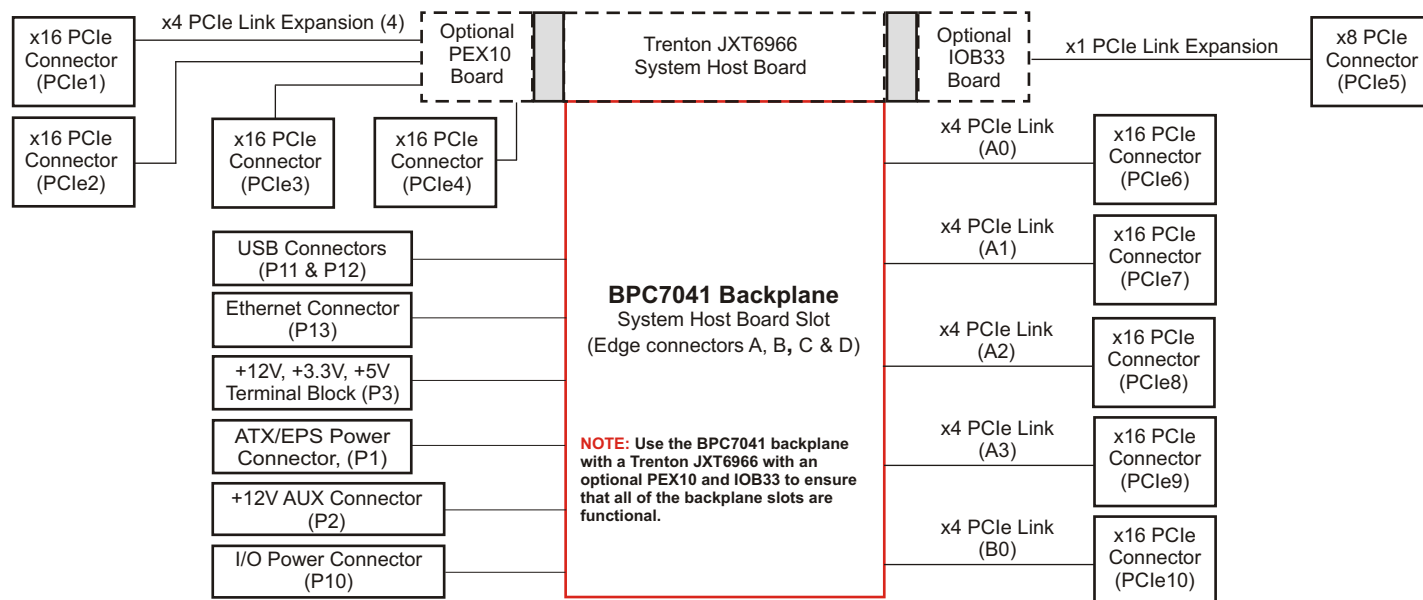 x4 PCIe Link Expansion (4)
x16 PCIe
Connector
(PCIe1)
Optional
PEX10
Board
Trenton JXT6966
System Host Board
Optional
IOB33
Board
x1 PCIe Link Expansion
x8 PCIe
Connector
(PCIe5)
x16 PCIe
Connector
(PCIe2)
x16 PCIe
Connector
(PCIe3)
x16 PCIe
Connector
(PCIe4)
x4 PCIe Link
(A0)
x16 PCIe
Connector
(PCIe6)
USB Connectors
(P11 & P12)
Ethernet Connector
(P13)
+12V, +3.3V, +5V
Terminal Block (P3)
ATX/EPS Power
Connector, (P1)
+12V AUX Connector
(P2)
I/O Power Connector
(P10)
BPC7041 Backplane
System Host Board Slot
(Edge connectors A, B, C & D)
NOTE: Use the BPC7041 backplane
with a Trenton JXT6966 with an
optional PEX10 and IOB33 to ensure
that all of the backplane slots are
functional.
x4 PCIe Link
(A1)
x16 PCIe
Connector
(PCIe7)
x4 PCIe Link
(A2)
x16 PCIe
Connector
(PCIe8)
x4 PCIe Link
(A3)
x16 PCIe
Connector
(PCIe9)
x4 PCIe Link
(B0)
x16 PCIe
Connector
(PCIe10)